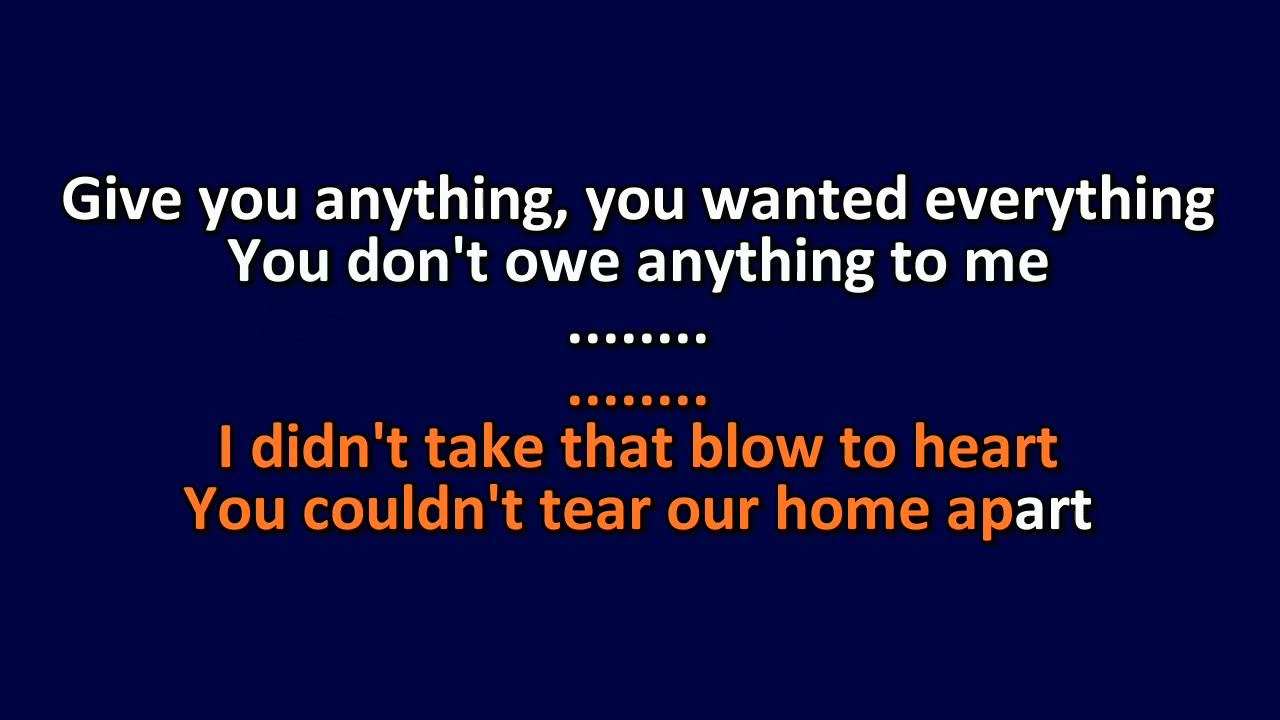 Give you anything, you wanted everything
You don't owe anything to me
........
........
I didn't take that blow to heart
You couldn't tear our home apart